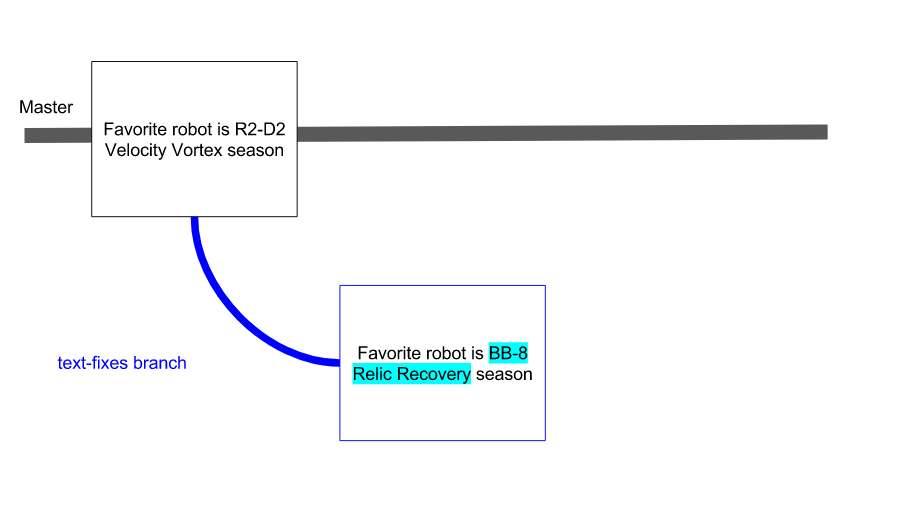 Master
Favorite robot is R2-D2
Velocity Vortex season
text-fixes branch
Favorite robot is BB-8
Relic Recovery season